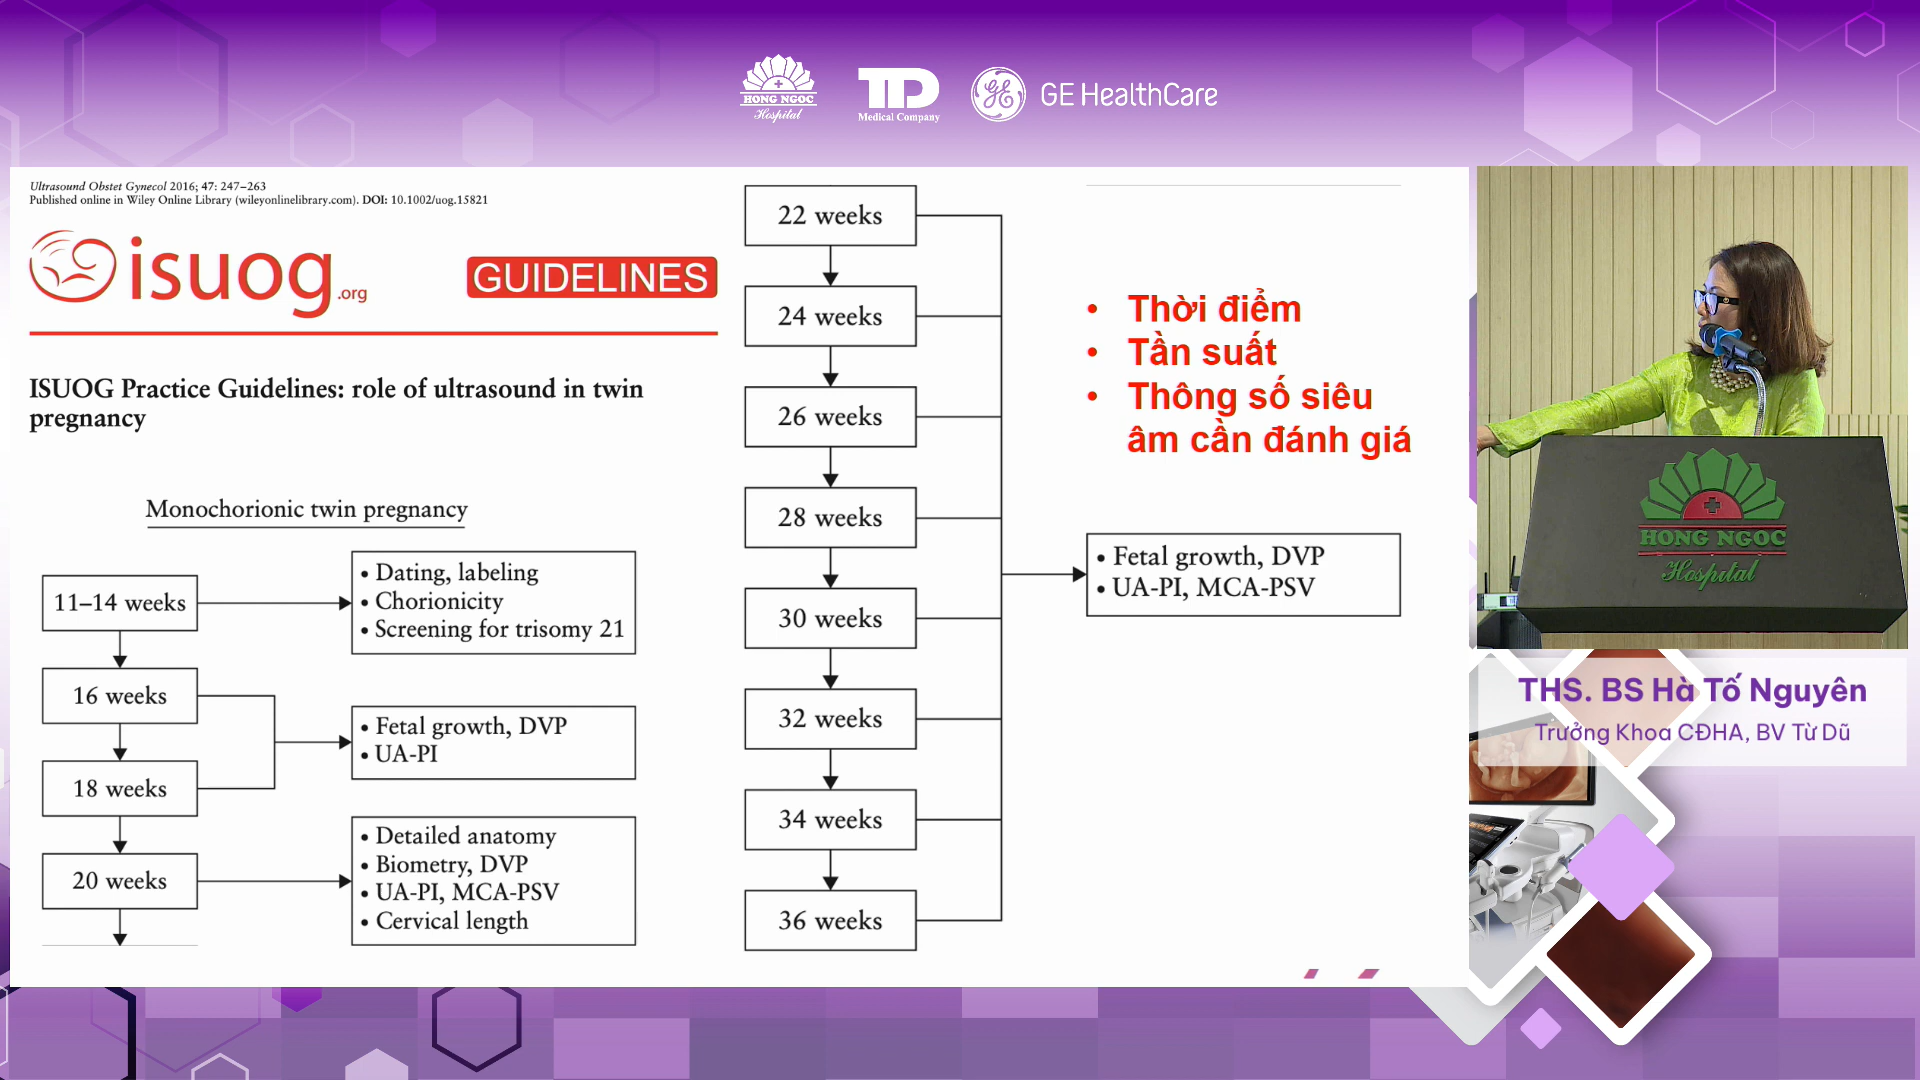 HONG NGOC
Hospital
TD
Medical Company
GE HealthCare
Ultrasound Obstet Gynecol 2016; 47: 247–263
Published online in Wiley Online Library (wileyonlinelibrary.com). DOI: 10.1002/uog.15821
isuog.org
GUIDELINES
ISUOG Practice Guidelines: role of ultrasound in twin
pregnancy
Monochorionic twin pregnancy
11–14 weeks
• Dating, labeling
• Chorionicity
• Screening for trisomy 21
16 weeks
18 weeks
• Fetal growth, DVP
• UA-PI
20 weeks
• Detailed anatomy
• Biometry, DVP
• UA-PI, MCA-PSV
• Cervical length
22 weeks
24 weeks
26 weeks
28 weeks
30 weeks
32 weeks
34 weeks
36 weeks
• Thời điểm
• Tần suất
• Thông số siêu
âm cần đánh giá
• Fetal growth, DVP
• UA-PI, MCA-PSV
HONG NGOC
Hospital
THS. BS Hà Tố Nguyên
Trưởng Khoa CĐHA, BV Từ Dũ